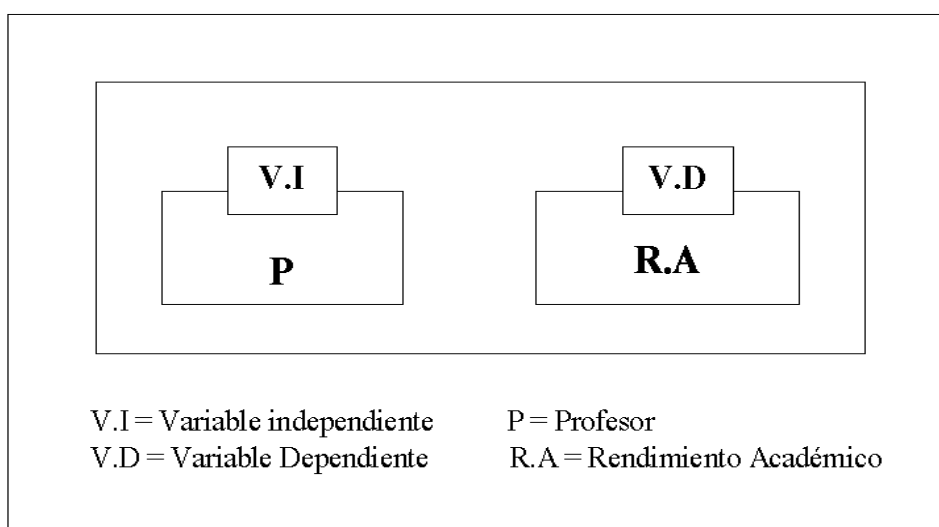 V.I V.D
P R.A
V.I = Variable independiente P = Profesor
V.D = Variable Dependiente R.A = Rendimiento Académico